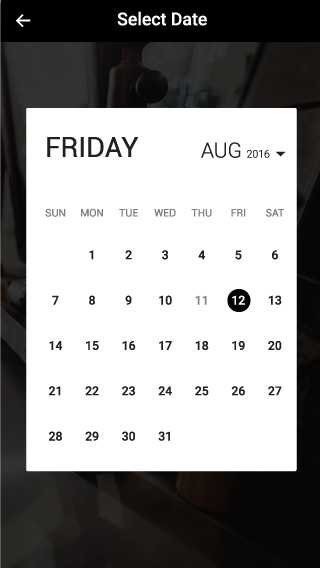 Select Date
FRIDAY AUG 2016
SUN MON TUE WED THU FRI SAT
1 2 3 4 5 6
7 8 9 10 11 12 13
14 15 16 17 18 19 20
21 22 23 24 25 26 27
28 29 30 31